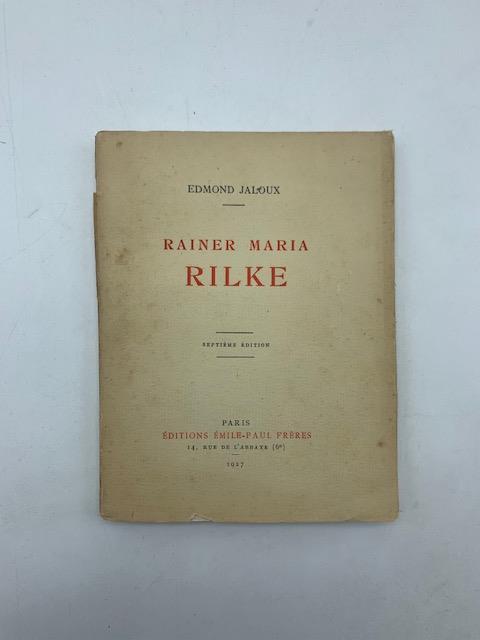 EDMOND JALOUX
RAINER MARIA
RILKE
SEPTIÈME ÉDITION
PARIS
ÉDITIONS ÉMILE-PAUL FRÈRES
14, RUE DE L'ABBAYE (6e)
1927